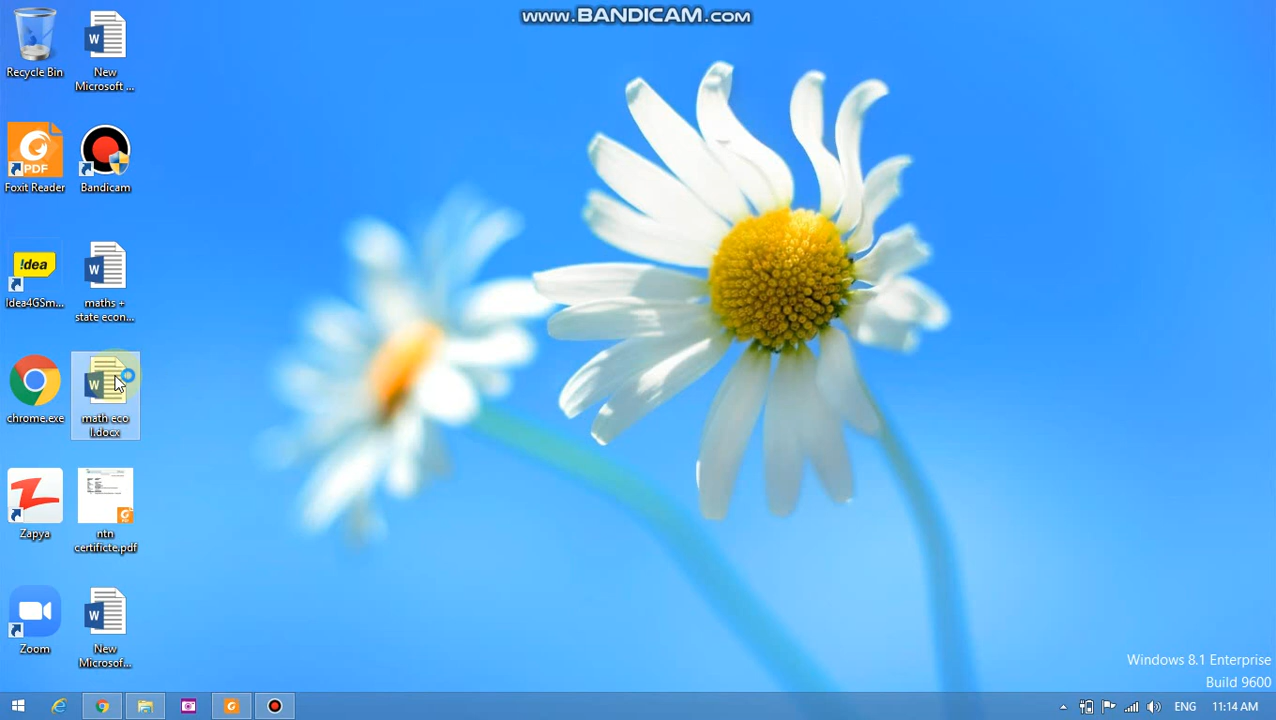 www.BANDICAM.com
Recycle Bin
New
Microsoft ...
PDF
Foxit Reader
Bandicam
!dea
Idea4GSm...
maths +
state econ...
chrome.exe
math eco
I.docx
Zapya
ntn
certificte.pdf
Zoom
New
Microsof...
Windows 8.1 Enterprise
Build 9600
ENG
11:14 AM